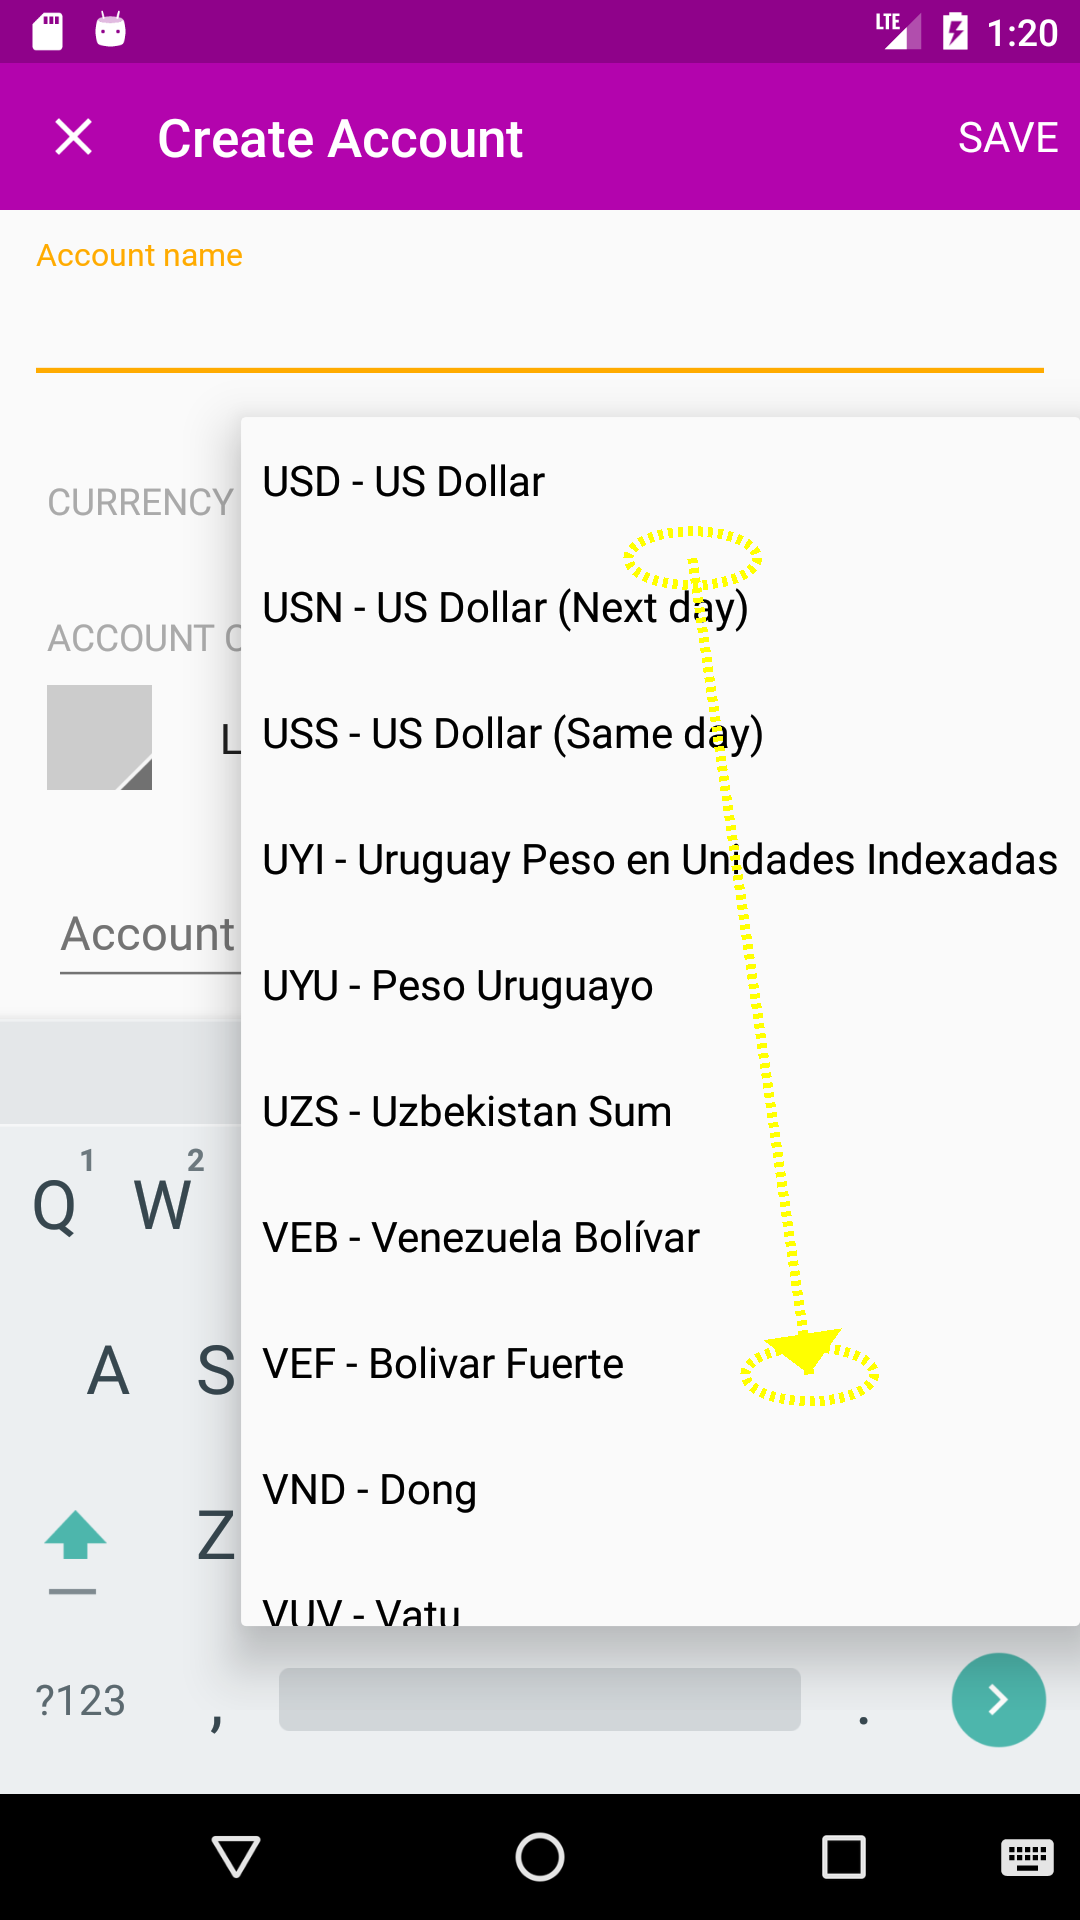 LTE 1:20
Create Account SAVE
Account name
USD - US Dollar
CURRENCY
USN - US Dollar (Next day)
ACCOUNT
USS - US Dollar (Same day)
L
UYI - Uruguay Peso en Unidades Indexadas
Account
UYU - Peso Uruguayo
UZS - Uzbekistan Sum
1 2
Q W
VEB - Venezuela Bolívar
A S
VEF - Bolivar Fuerte
VND - Dong
Z
VUV - Vatu
?123 , .